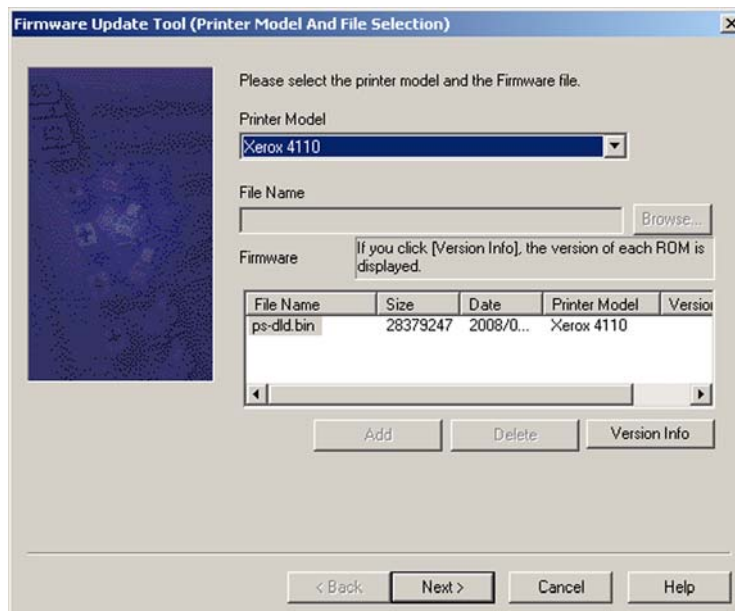 Firmware Update Tool (Printer Model And File Selection)
Please select the printer model and the Firmware file.
Printer Model
Xerox 4110
File Name
Browse...
Firmware
If you click [Version Info], the version of each ROM is
displayed.
File Name Size Date Printer Model Version
ps-dld.bin 28379247 2008/0... Xerox 4110
Add Delete Version Info
< Back Next > Cancel Help